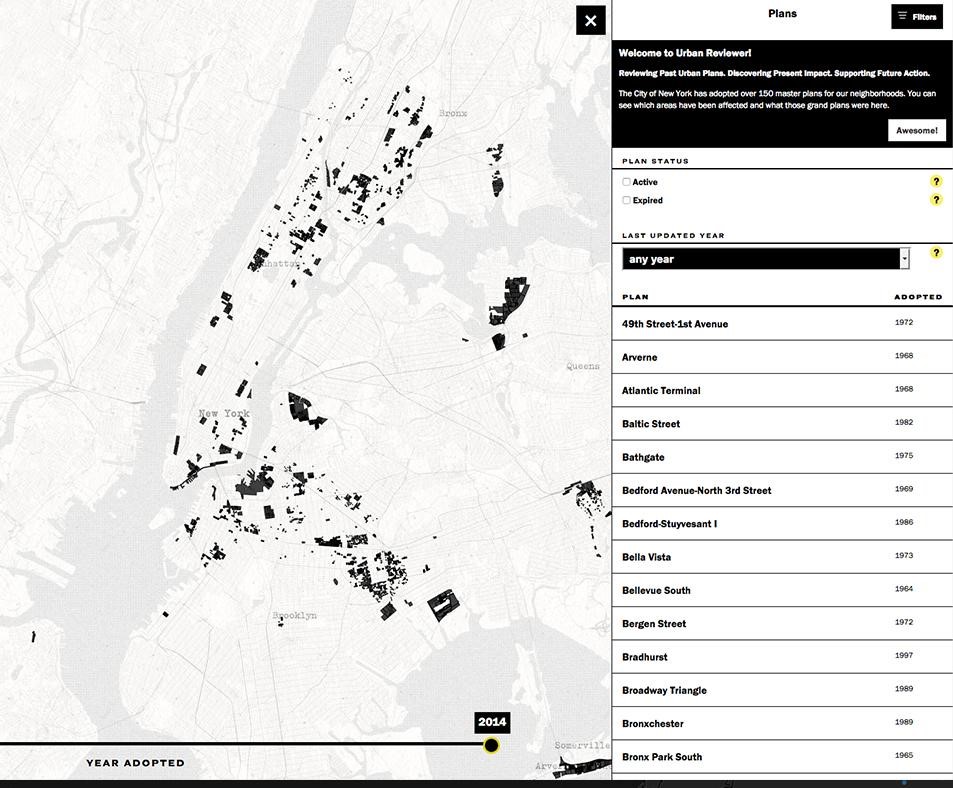 Plans
Filters
Welcome to Urban Reviewer!
Reviewing Past Urban Plans. Discovering Present Impact. Supporting Future Action.
The City of New York has adopted over 150 master plans for our neighborhoods. You can
see which areas have been affected and what those grand plans were here.
Awesome!
PLAN STATUS
Active ?
Expired ?
LAST UPDATED YEAR
any year ?
PLAN ADOPTED
49th Street-1st Avenue 1972
Arverne 1968
Atlantic Terminal 1968
Baltic Street 1982
Bathgate 1975
Bedford Avenue-North 3rd Street 1969
Bedford-Stuyvesant I 1986
Bella Vista 1973
Bellevue South 1964
Bergen Street 1972
Bradhurst 1997
Broadway Triangle 1989
Bronxchester 1989
Bronx Park South 1965
Bronx
Queens
New York
Brooklyn
2014
YEAR ADOPTED
Somerville